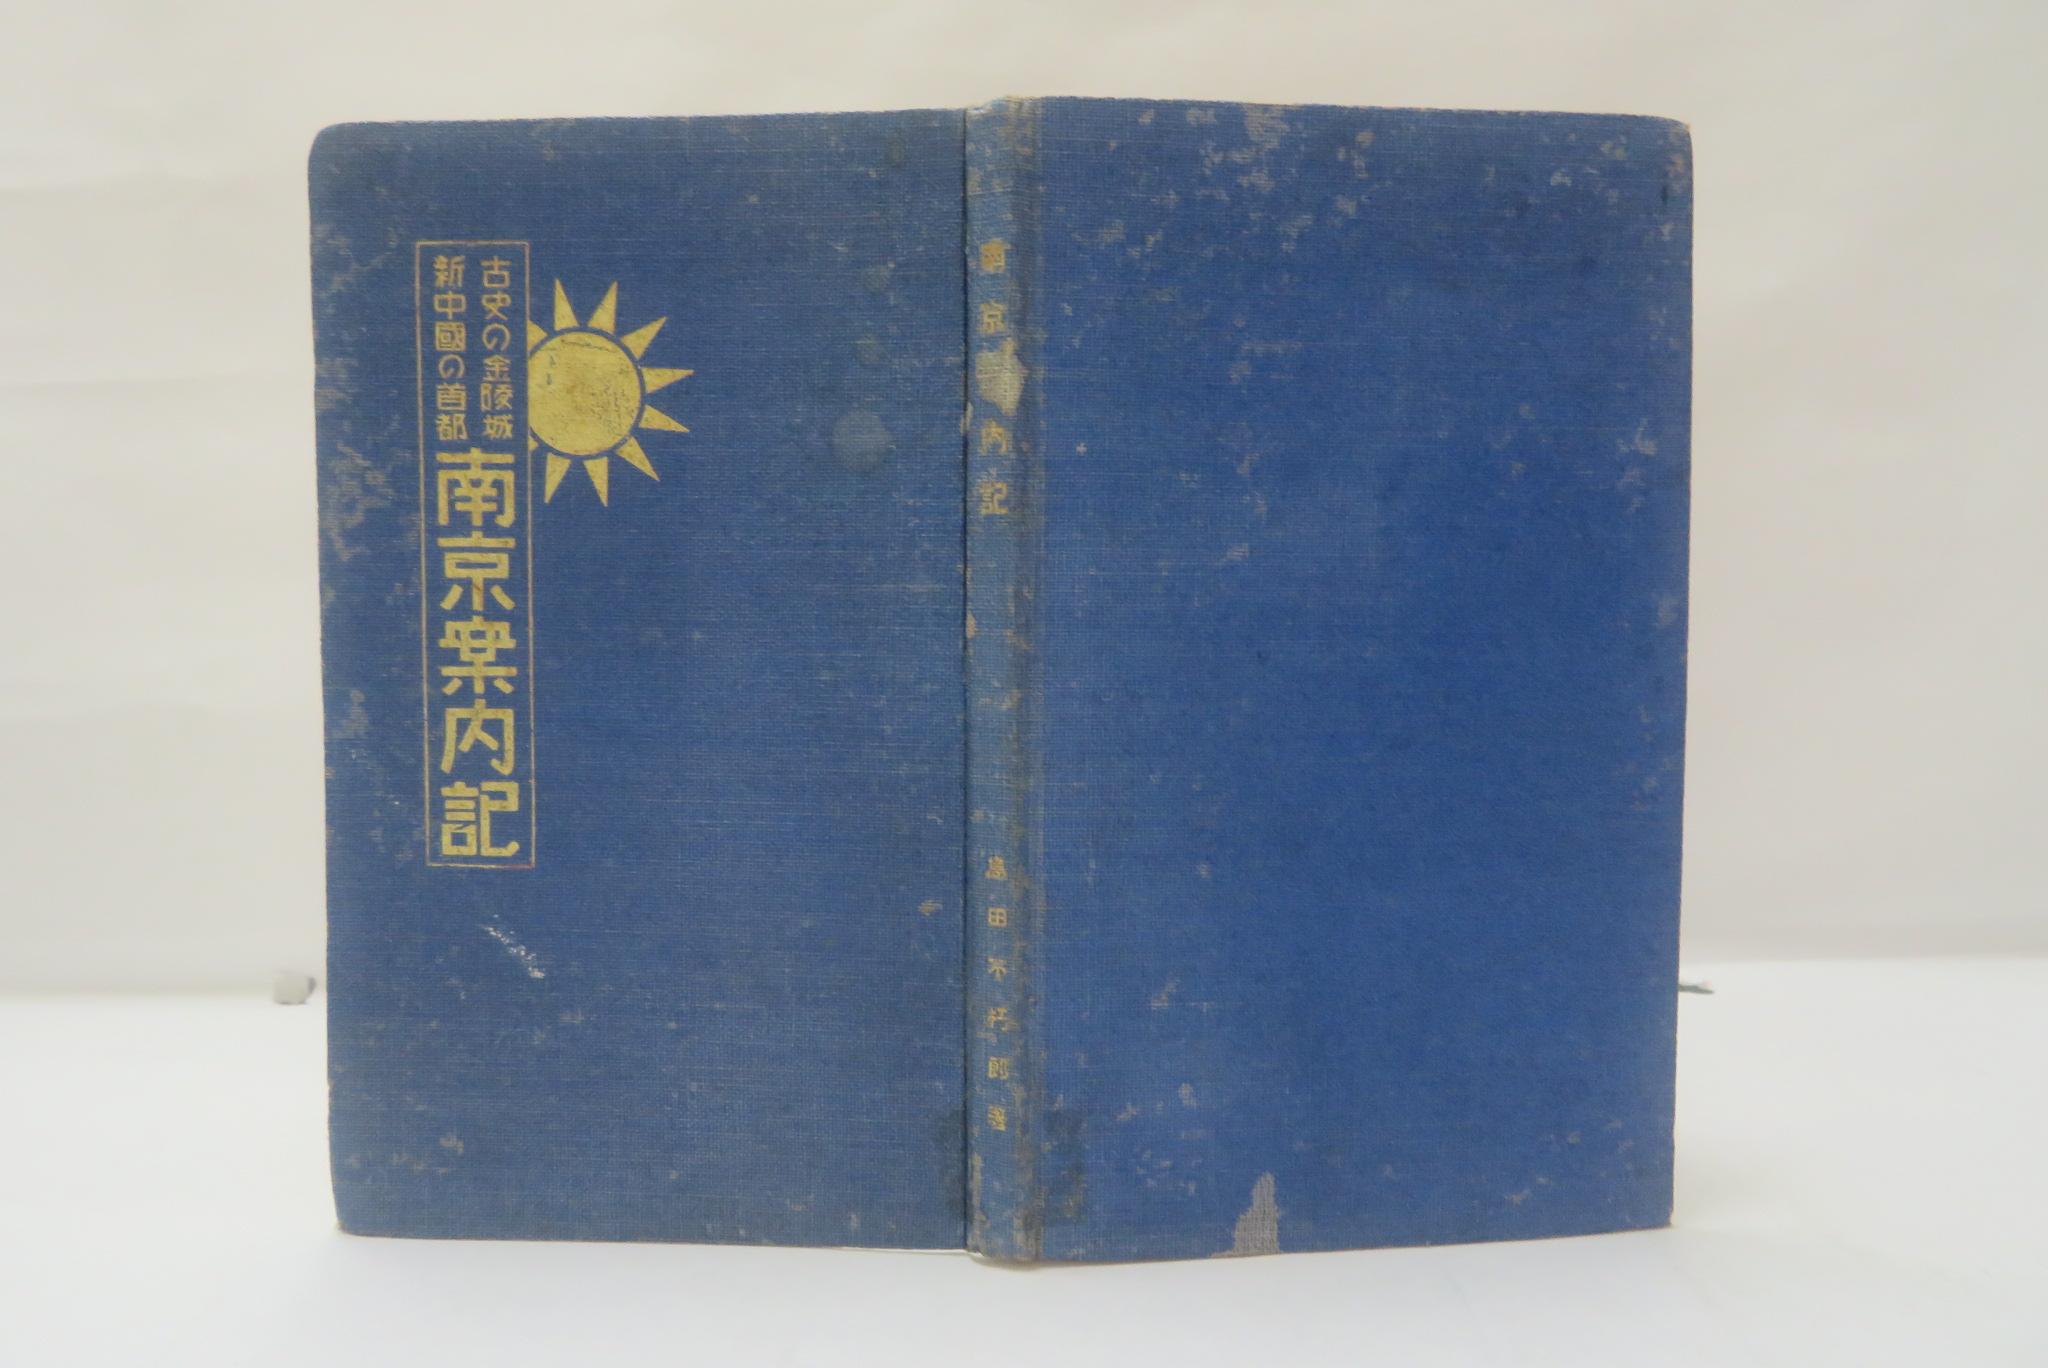 古史の金陵城
新中國の首都
南京案内記
南京 内記
島田不朽郎著